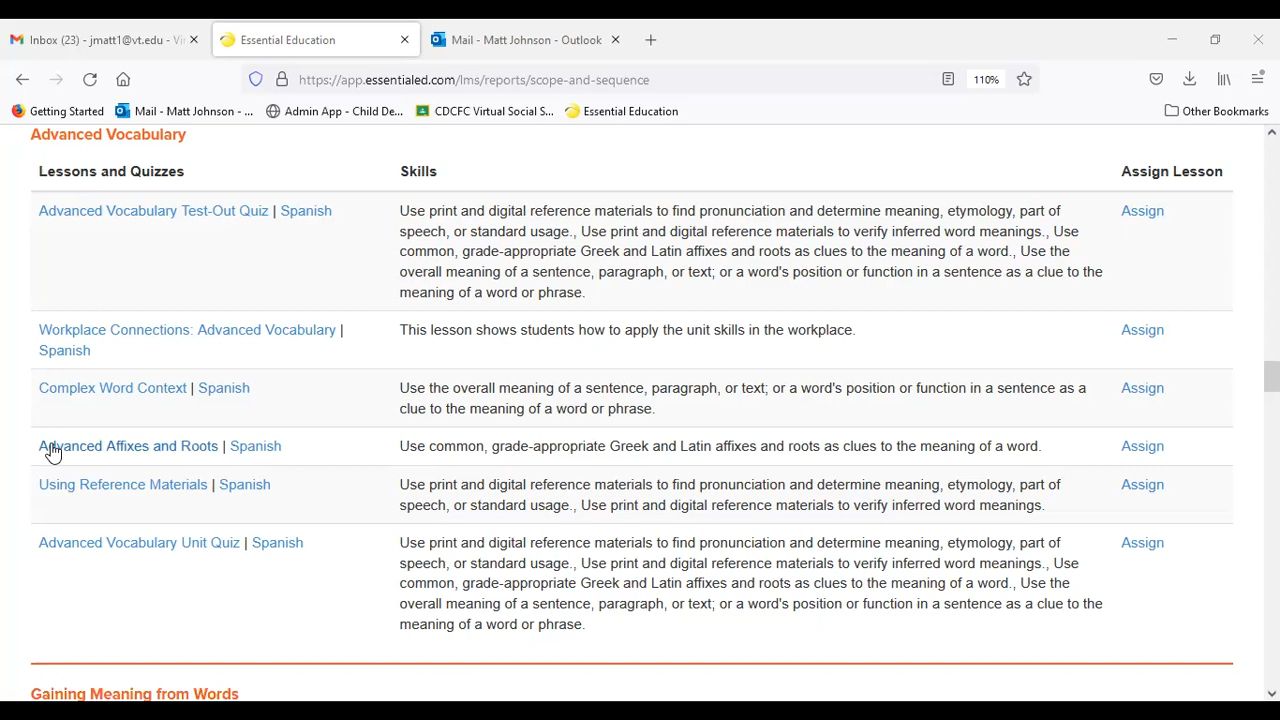 Inbox (23) - jmatt1@vt.edu - Vi
Essential Education
Mail - Matt Johnson - Outlook
https://app.essentialed.com/lms/reports/scope-and-sequence
110%
Getting Started
Mail - Matt Johnson - ...
Admin App - Child De...
CDCFC Virtual Social S...
Essential Education
Other Bookmarks
Advanced Vocabulary
Lessons and Quizzes Skills Assign Lesson
Advanced Vocabulary Test-Out Quiz | Spanish
Use print and digital reference materials to find pronunciation and determine meaning, etymology, part of
speech, or standard usage., Use print and digital reference materials to verify inferred word meanings., Use
common, grade-appropriate Greek and Latin affixes and roots as clues to the meaning of a word., Use the
overall meaning of a sentence, paragraph, or text; or a word's position or function in a sentence as a clue to the
meaning of a word or phrase.
Assign
Workplace Connections: Advanced Vocabulary |
Spanish
This lesson shows students how to apply the unit skills in the workplace.
Assign
Complex Word Context | Spanish
Use the overall meaning of a sentence, paragraph, or text; or a word's position or function in a sentence as a
clue to the meaning of a word or phrase.
Assign
Advanced Affixes and Roots | Spanish
Use common, grade-appropriate Greek and Latin affixes and roots as clues to the meaning of a word.
Assign
Using Reference Materials | Spanish
Use print and digital reference materials to find pronunciation and determine meaning, etymology, part of
speech, or standard usage., Use print and digital reference materials to verify inferred word meanings.
Assign
Advanced Vocabulary Unit Quiz | Spanish
Use print and digital reference materials to find pronunciation and determine meaning, etymology, part of
speech, or standard usage., Use print and digital reference materials to verify inferred word meanings., Use
common, grade-appropriate Greek and Latin affixes and roots as clues to the meaning of a word., Use the
overall meaning of a sentence, paragraph, or text; or a word's position or function in a sentence as a clue to the
meaning of a word or phrase.
Assign
Gaining Meaning from Words